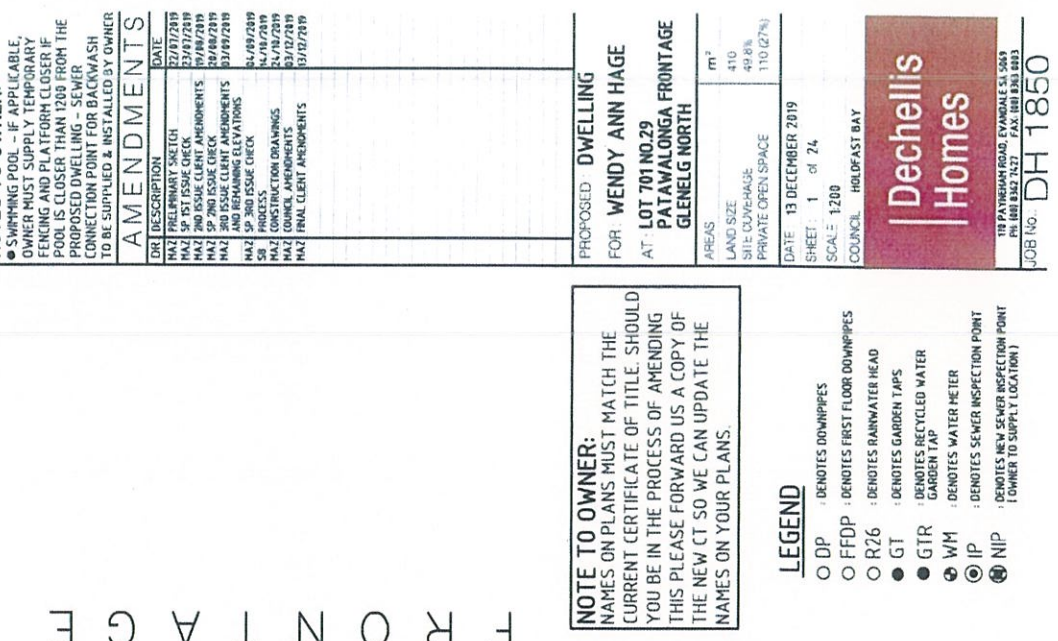 ● SWIMMING POOL - IF APPLICABLE,
OWNER MUST SUPPLY TEMPORARY
FENCING AND PLATFORM CLOSER IF
POOL IS CLOSER THAN 1200 FROM THE
PROPOSED DWELLING - SEWER
CONNECTION POINT FOR BACKWASH
TO BE SUPPLIED & INSTALLED BY OWNER
AMENDMENTS
DR DESCRIPTION DATE
MAZ PRELIMINARY SKETCH 22/07/2019
MAZ SP 1ST ISSUE CHECK 23/07/2019
MAZ 2ND ISSUE CLIENT AMENDMENTS 19/08/2019
MAZ SP 2ND ISSUE CHECK 20/08/2019
MAZ 3RD ISSUE CLIENT AMENDMENTS 03/09/2019
AND REMAINING ELEVATIONS
MAZ SP 3RD ISSUE CHECK 04/09/2019
SB PROCESS 14/10/2019
MAZ CONSTRUCTION DRAWINGS 24/10/2019
MAZ COUNCIL AMENDMENTS 03/12/2019
MAZ FINAL CLIENT AMENDMENTS 13/12/2019
PROPOSED : DWELLING
FOR : WENDY ANN HAGE
AT : LOT 701 NO.29
PATAWALONGA FRONTAGE
GLENELG NORTH
AREAS m²
LAND SIZE 410
SITE COVERAGE 49.8%
PRIVATE OPEN SPACE 110 (27%)
DATE 13 DECEMBER 2019
SHEET : 1 of 24
SCALE 1:200
COUNCIL HOLDFAST BAY
Dechellis
Homes
110 PAYNEHAM ROAD, EVANDALE S.A. 5069
PH: (08) 8362 7427 FAX: (08) 8363 0003
JOB No.: DH 1850
FRONTAGE
NOTE TO OWNER:
NAMES ON PLANS MUST MATCH THE
CURRENT CERTIFICATE OF TITLE. SHOULD
YOU BE IN THE PROCESS OF AMENDING
THIS PLEASE FORWARD US A COPY OF
THE NEW CT SO WE CAN UPDATE THE
NAMES ON YOUR PLANS.
LEGEND
DP : DENOTES DOWNPIPES
FFDP : DENOTES FIRST FLOOR DOWNPIPES
R26 : DENOTES RAINWATER HEAD
GT : DENOTES GARDEN TAPS
GTR : DENOTES RECYCLED WATER
GARDEN TAP
WM : DENOTES WATER METER
IP : DENOTES SEWER INSPECTION POINT
NIP : DENOTES NEW SEWER INSPECTION POINT
( OWNER TO SUPPLY LOCATION )